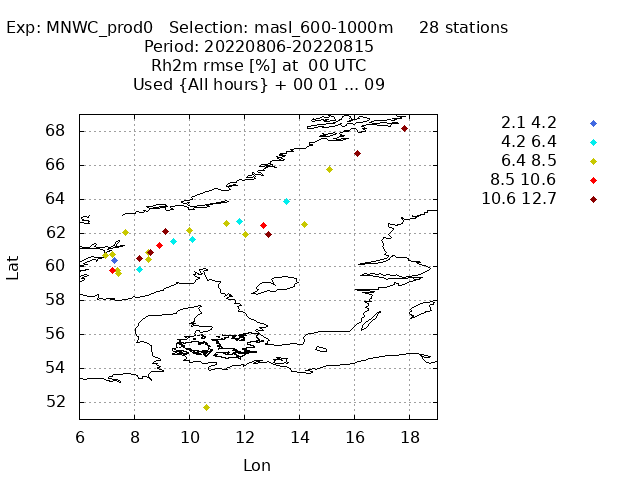 Exp: MNWC_prod0   Selection: masl_600-1000m     28 stations
Period: 20220806-20220815
Rh2m rmse [%] at  00 UTC
Used {All hours} + 00 01 ... 09
2.1 4.2
4.2 6.4
6.4 8.5
8.5 10.6
10.6 12.7
68
66
64
62
60
58
56
54
52
Lat
6 8 10 12 14 16 18
Lon